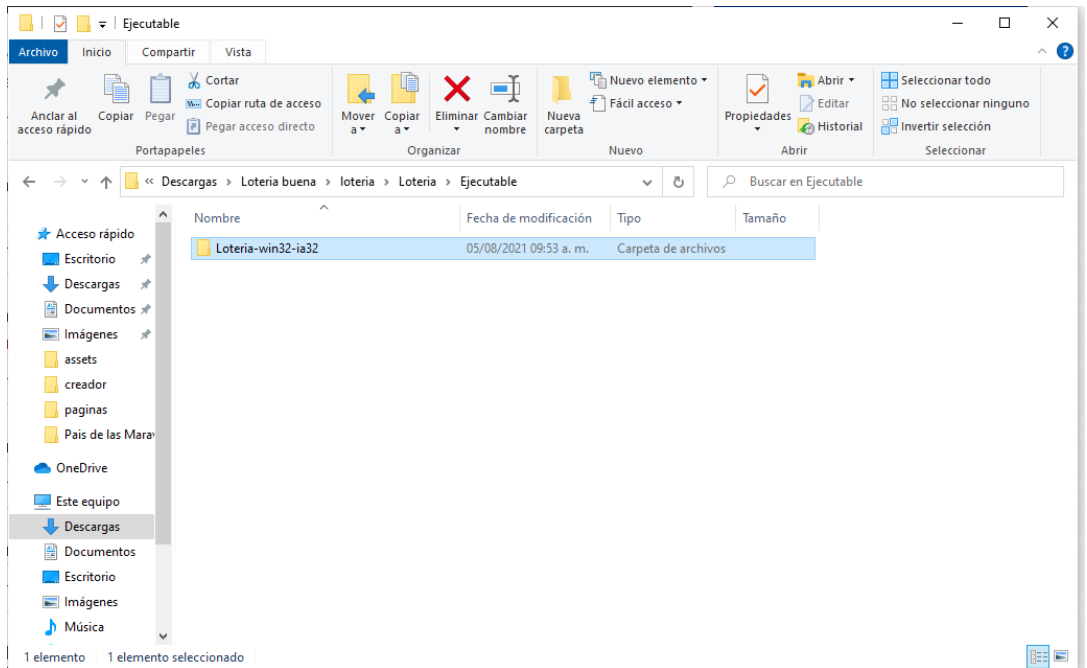 Ejecutable
Archivo Inicio Compartir Vista
Anclar al acceso rápido
Copiar
Pegar
Cortar
Copiar ruta de acceso
Pegar acceso directo
Portapapeles
Mover a
Copiar a
Eliminar
Cambiar nombre
Organizar
Nueva carpeta
Nuevo elemento
Fácil acceso
Nuevo
Propiedades
Abrir
Editar
Historial
Abrir
Seleccionar todo
No seleccionar ninguno
Invertir selección
Seleccionar
« Descargas > Loteria buena > loteria > Loteria > Ejecutable
Buscar en Ejecutable
Nombre Fecha de modificación Tipo Tamaño
Loteria-win32-ia32 05/08/2021 09:53 a. m. Carpeta de archivos
Acceso rápido
Escritorio
Descargas
Documentos
Imágenes
assets
creador
paginas
Pais de las Marav
OneDrive
Este equipo
Descargas
Documentos
Escritorio
Imágenes
Música
1 elemento 1 elemento seleccionado